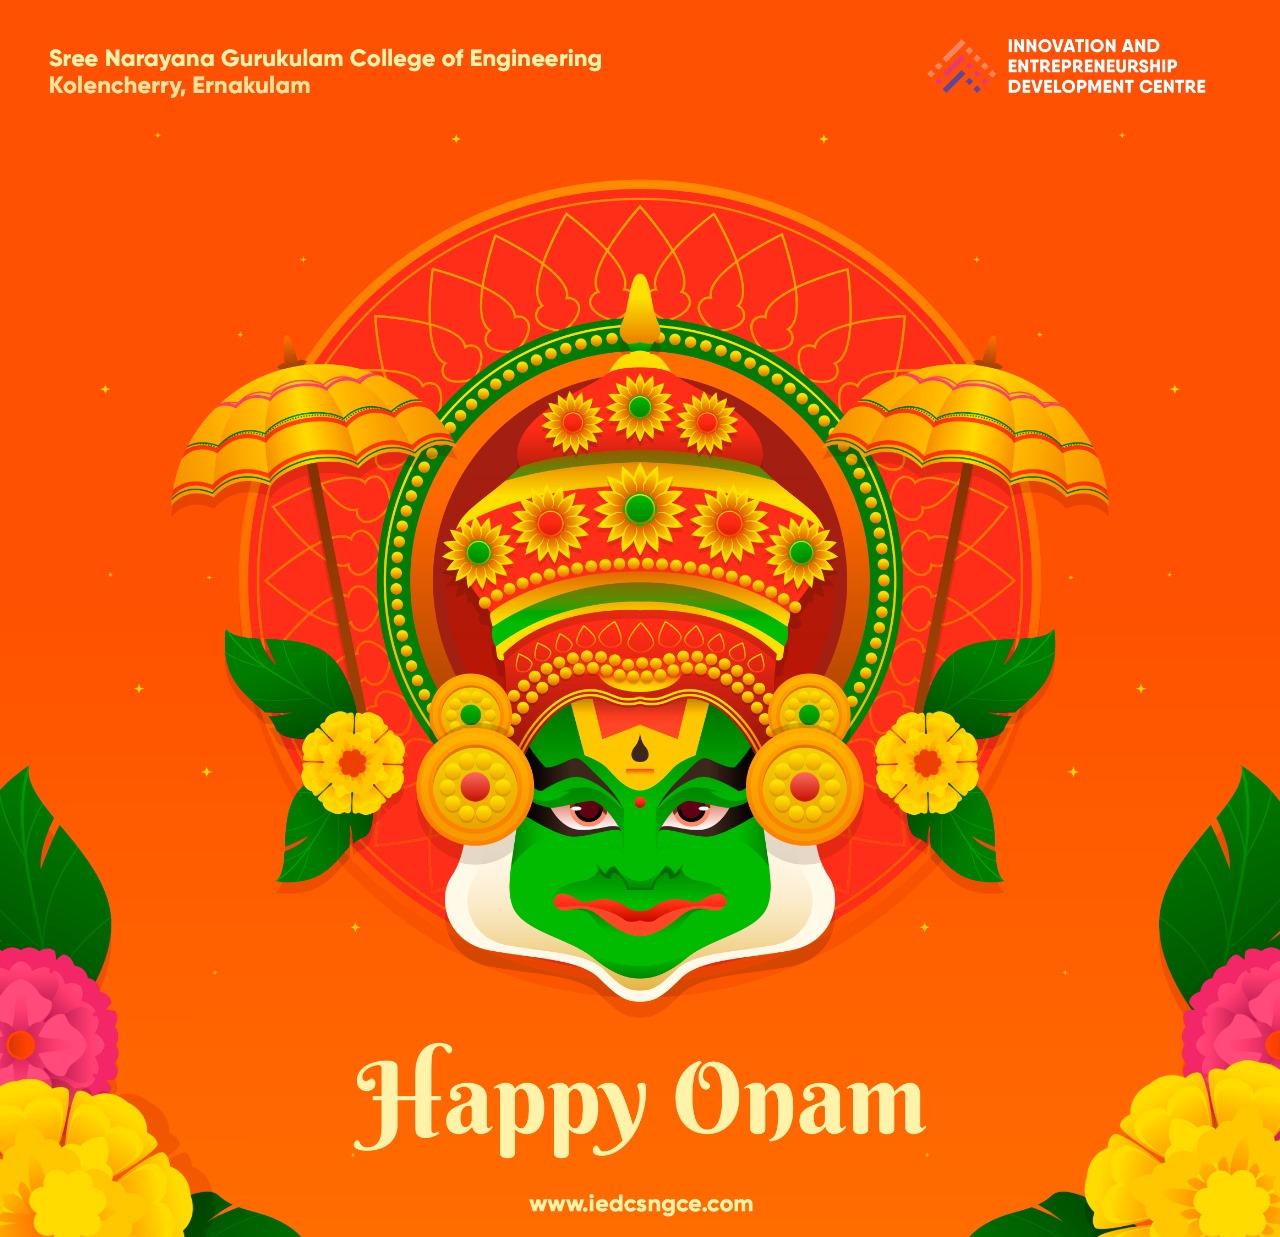 Sree Narayana Gurukulam College of Engineering
Kolencherry, Ernakulam
INNOVATION AND
ENTREPRENEURSHIP
DEVELOPMENT CENTRE
Happy Onam
www.iedcsngce.com